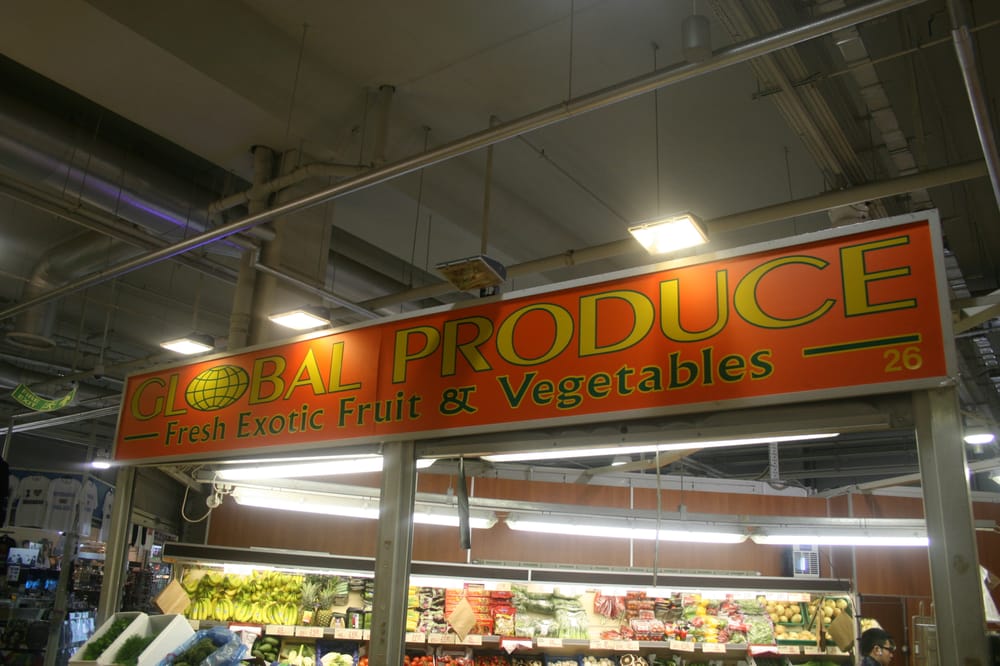 GLOBAL PRODUCE
Fresh Exotic Fruit & Vegetables
26